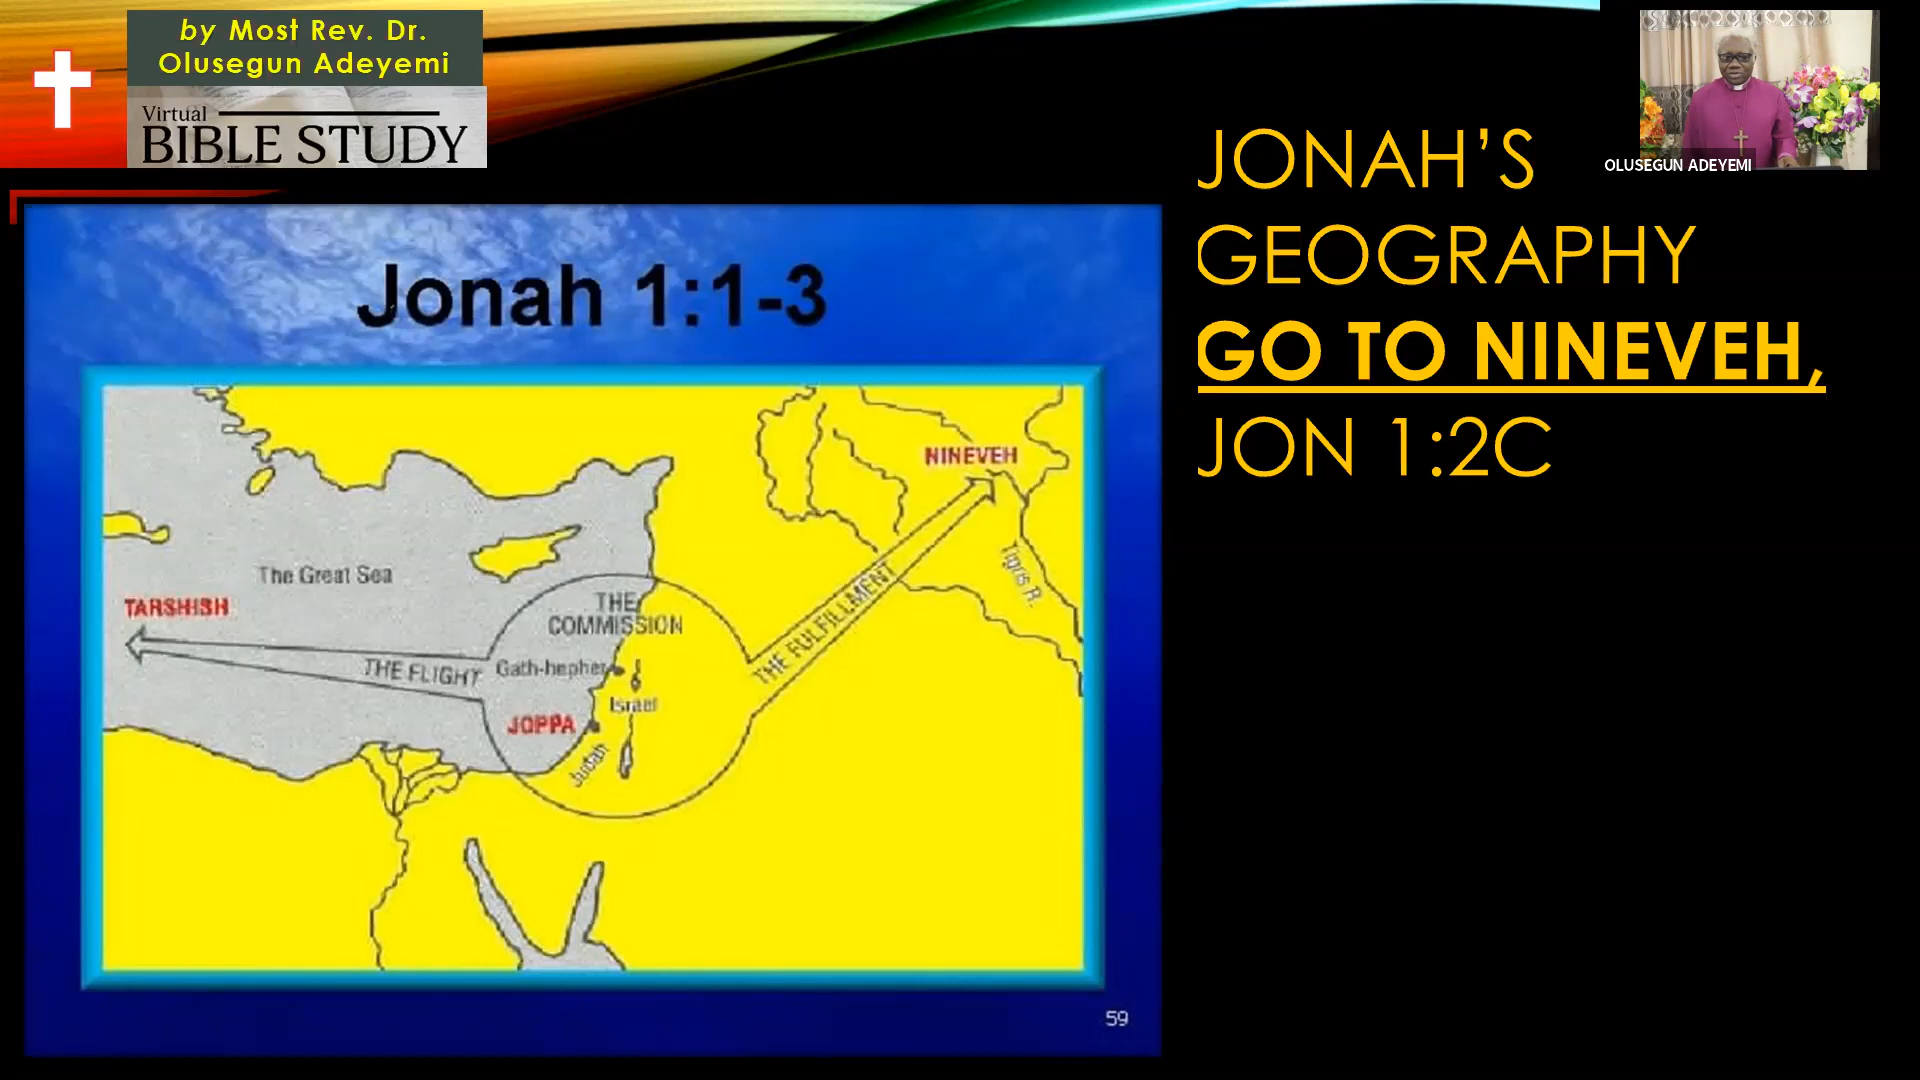 by Most Rev. Dr.
Olusegun Adeyemi
Virtual
BIBLE STUDY
OLUSEGUN ADEYEMI
JONAH’S
GEOGRAPHY
GO TO NINEVEH,
JON 1:2C
Jonah 1:1-3
NINEVEH
The Great Sea
TARSHISH
THE
COMMISSION
THE FLIGHT
Gath-hepher
Israel
JOPPA
Judah
THE FULFILLMENT
Tigris R.
59